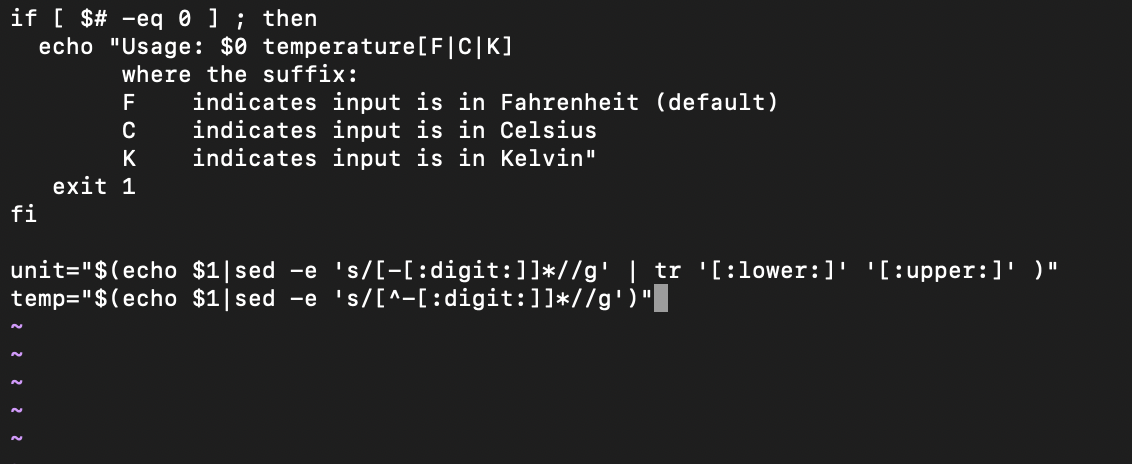 if [ $# -eq 0 ] ; then
  echo "Usage: $0 temperature[F|C|K]
        where the suffix:
        F    indicates input is in Fahrenheit (default)
        C    indicates input is in Celsius
        K    indicates input is in Kelvin"
   exit 1
fi

unit="$(echo $1|sed -e 's/[-[:digit:]]*//g' | tr '[:lower:]' '[:upper:]' )"
temp="$(echo $1|sed -e 's/[^-[:digit:]]*//g')"
~
~
~
~
~